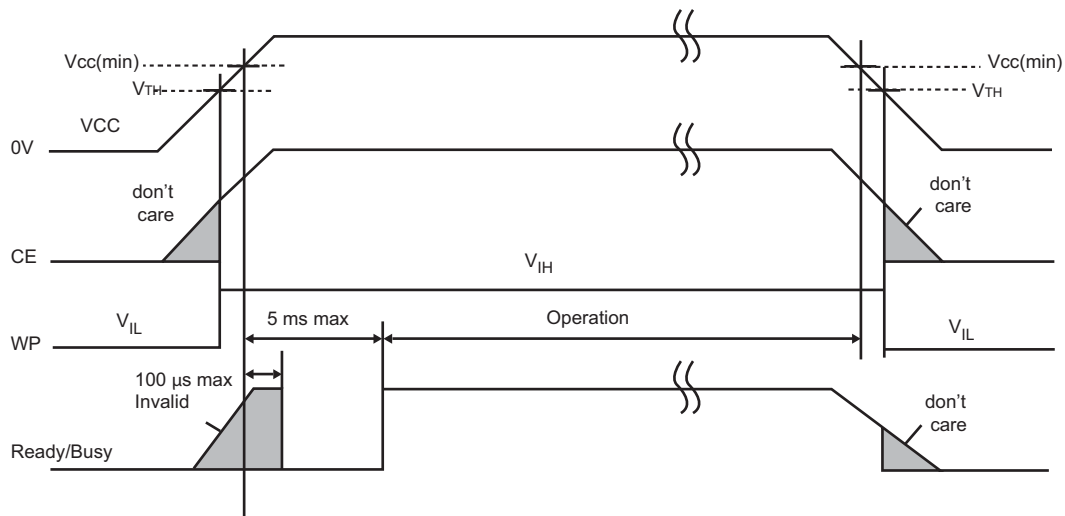 Vcc(min)
VTH
VCC
0V
Vcc(min)
VTH
don't
care
don't
care
CE
VIH
VIL
WP
5 ms max
Operation
VIL
100 µs max
Invalid
Ready/Busy
don't
care